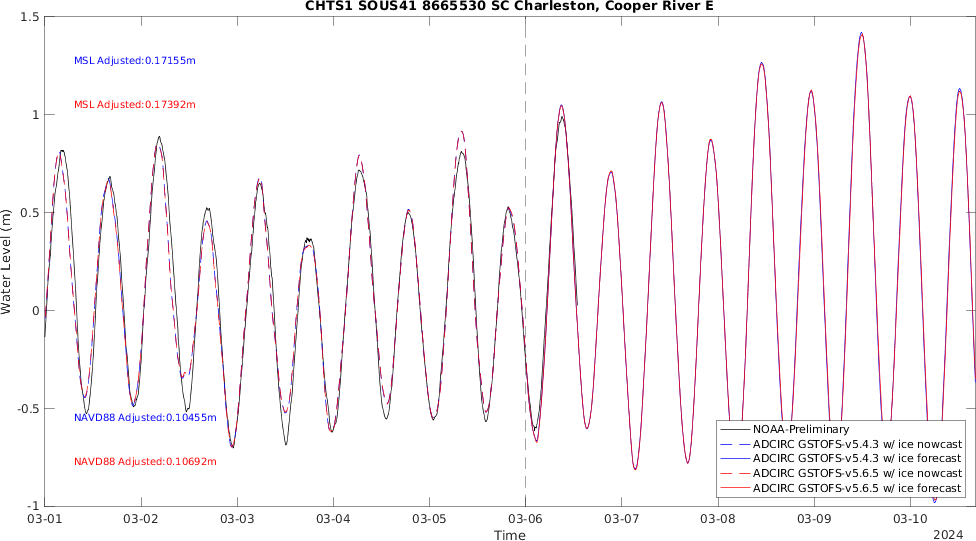 CHTS1 SOUS41 8665530 SC Charleston, Cooper River E
1.5
MSL Adjusted:0.17155m
MSL Adjusted:0.17392m
1
0.5
Water Level (m)
0
-0.5
NAVD88 Adjusted:0.10455m
NAVD88 Adjusted:0.10692m
NOAA-Preliminary
ADCIRC GSTOFS-v5.4.3 w/ ice nowcast
ADCIRC GSTOFS-v5.4.3 w/ ice forecast
ADCIRC GSTOFS-v5.6.5 w/ ice nowcast
ADCIRC GSTOFS-v5.6.5 w/ ice forecast
-1
03-01 03-02 03-03 03-04 03-05 03-06 03-07 03-08 03-09 03-10
Time
2024